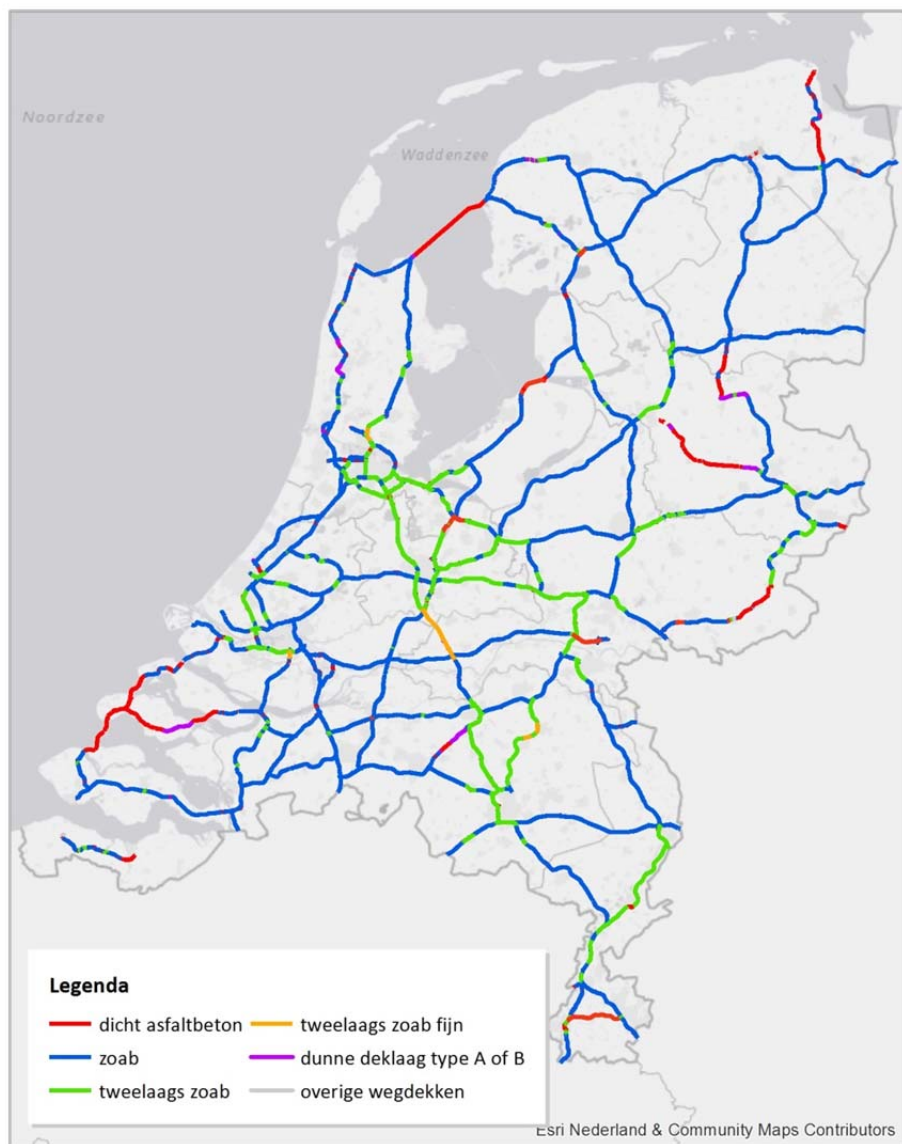 Noordzee
Waddenzee
Legenda
dicht asfaltbeton
tweelaags zoab fijn
zoab
dunne deklaag type A of B
tweelaags zoab
overige wegdekken
Esri Nederland & Community Maps Contributors